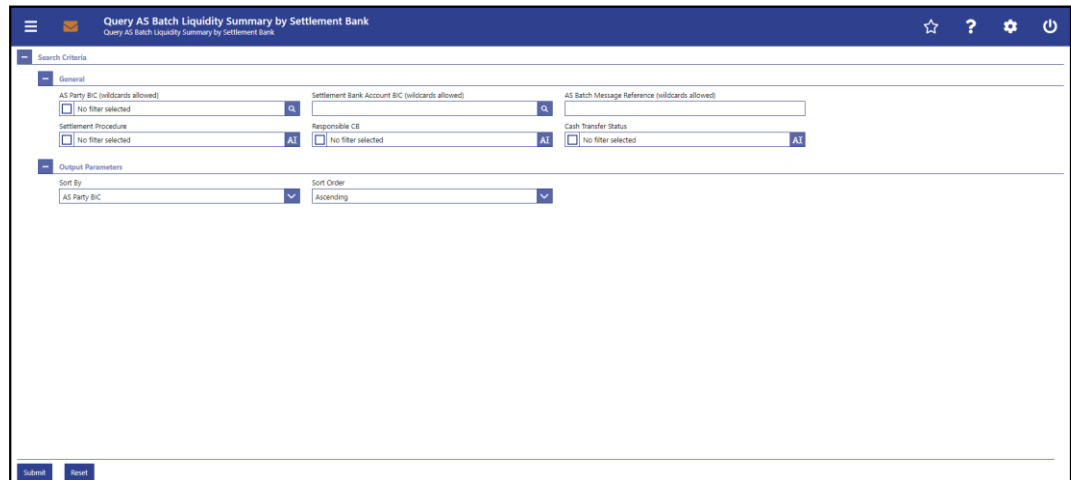 Query AS Batch Liquidity Summary by Settlement Bank
Query AS Batch Liquidity Summary by Settlement Bank
Search Criteria
General
AS Party BIC (wildcards allowed) Settlement Bank Account BIC (wildcards allowed) AS Batch Message Reference (wildcards allowed)
No filter selected
Settlement Procedure Responsible CB Cash Transfer Status
No filter selected AI No filter selected AI No filter selected AI
Output Parameters
Sort By Sort Order
AS Party BIC Ascending
Submit Reset